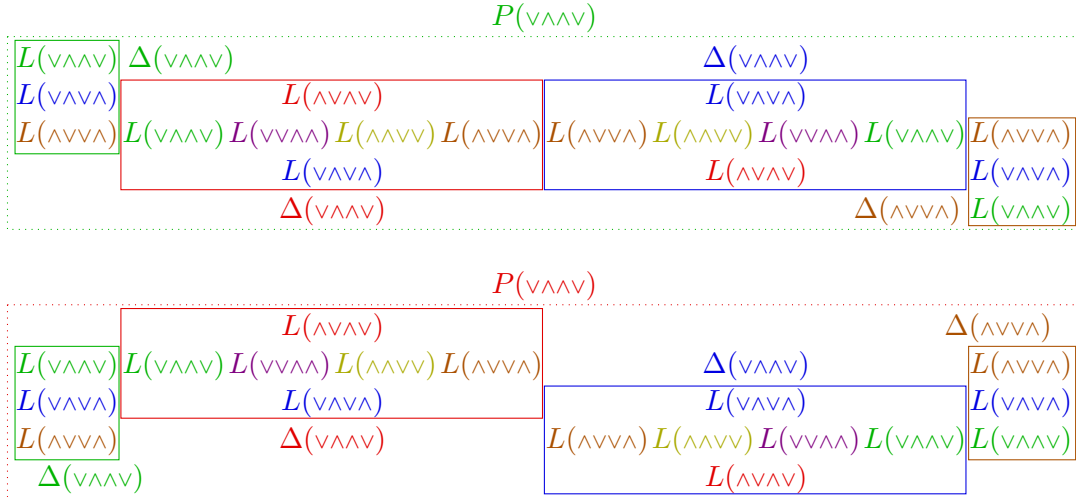 P(∨∧∧∨)
L(∨∧∧∨) Δ(∨∧∧∨) Δ(∨∧∧∨)
L(∨∧∨∧) L(∧∨∧∨) L(∨∧∨∧)
L(∧∨∨∧) L(∨∧∧∨) L(∨∨∧∧) L(∧∧∨∨) L(∧∨∨∧) L(∧∨∨∧) L(∧∧∨∨) L(∨∨∧∧) L(∨∧∧∨) L(∧∨∨∧)
L(∨∧∨∧) L(∧∨∧∨) L(∨∧∨∧)
Δ(∨∧∧∨) Δ(∧∨∨∧) L(∨∧∧∨)
P(∨∧∧∨)
L(∧∨∧∨) Δ(∧∨∨∧)
L(∨∧∧∨) L(∨∧∧∨) L(∨∨∧∧) L(∧∧∨∨) L(∧∨∨∧) Δ(∨∧∧∨) L(∧∨∨∧)
L(∨∧∨∧) L(∨∧∨∧) L(∨∧∨∧) L(∨∧∨∧)
L(∧∨∨∧) Δ(∨∧∧∨) L(∧∨∨∧) L(∧∧∨∨) L(∨∨∧∧) L(∨∧∧∨) L(∨∧∧∨)
Δ(∨∧∧∨) L(∧∨∧∨)